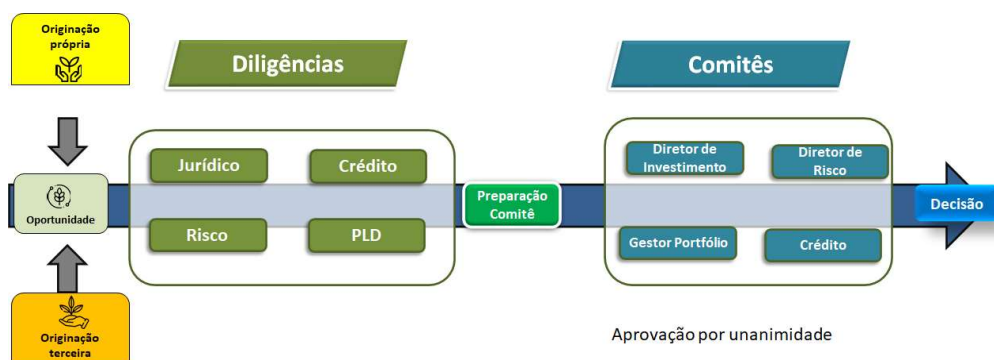 Originação
própria
Diligências
Comitês
Jurídico
Crédito
Diretor de
Investimento
Diretor de
Risco
Oportunidade
Preparação
Comitê
Decisão
Risco
PLD
Gestor Portfólio
Crédito
Originação
terceira
Aprovação por unanimidade